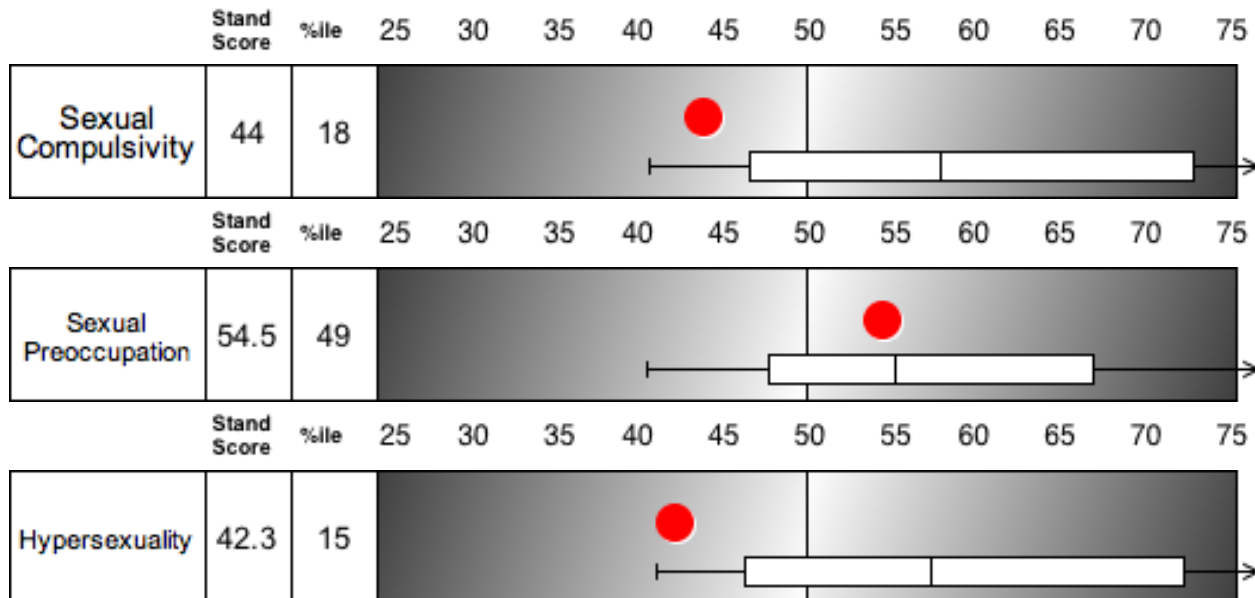 Stand Score %ile 25 30 35 40 45 50 55 60 65 70 75
Sexual Compulsivity 44 18
Stand Score %ile 25 30 35 40 45 50 55 60 65 70 75
Sexual Preoccupation 54.5 49
Stand Score %ile 25 30 35 40 45 50 55 60 65 70 75
Hypersexuality 42.3 15